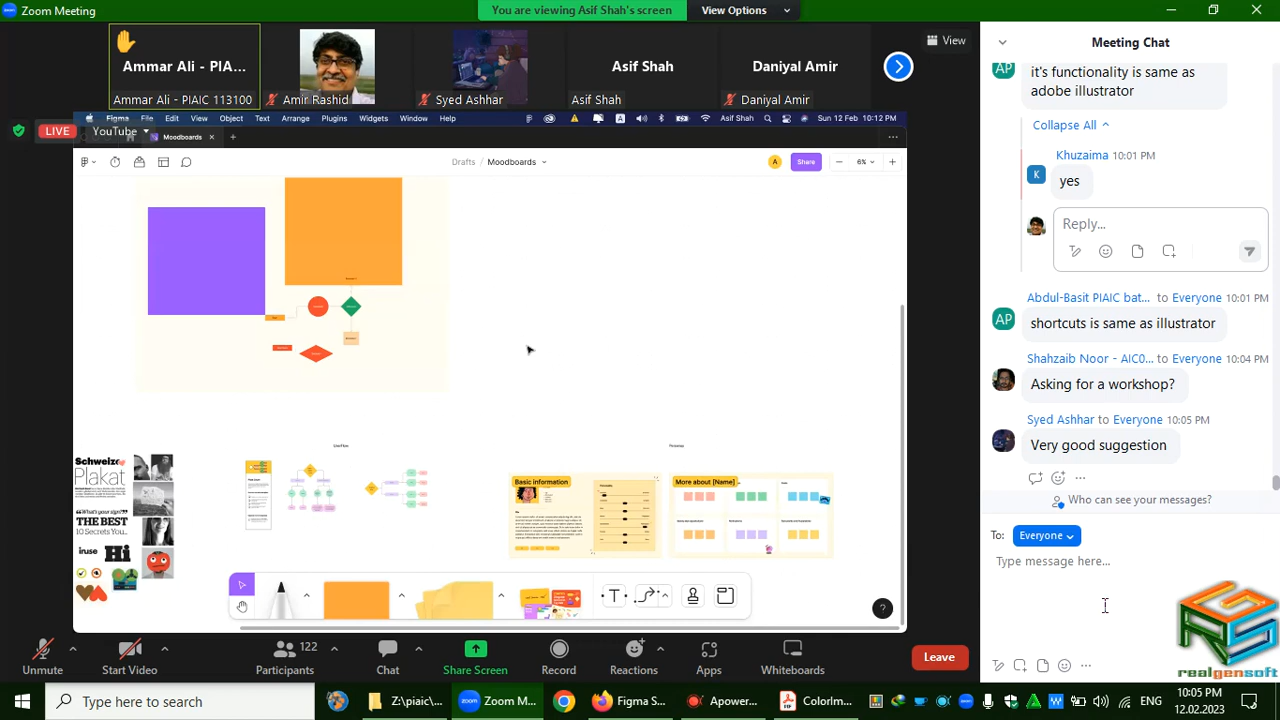 Zoom Meeting
You are viewing Asif Shah's screen
View Options
Ammar Ali - PIA...
Asif Shah
Daniyal Amir
View
Ammar Ali - PIAIC 113100
Amir Rashid
Syed Ashhar
Asif Shah
Daniyal Amir
Figma File Edit View Object Text Arrange Plugins Widgets Window Help
A
Asif Shah
Sun 12 Feb 10:12 PM
LIVE
YouTube
Moodboards
Drafts / Moodboards
A
Share
6%
Schweizer
Plakat
THE BEST
10 Secrets You...
Hi
Basic information
More about [Name]
T
?
Meeting Chat
AP
it's functionality is same as
adobe illustrator
Collapse All
Khuzaima 10:01 PM
K
yes
Reply...
Abdul-Basit PIAIC bat... to Everyone 10:01 PM
AP
shortcuts is same as illustrator
Shahzaib Noor - AIC0... to Everyone 10:04 PM
Asking for a workshop?
Syed Ashhar to Everyone 10:05 PM
Very good suggestion
Who can see your messages?
To: Everyone
Type message here...
realgensoft
Unmute
Start Video
122
Participants
Chat
Share Screen
Record
Reactions
Apps
Whiteboards
Leave
Type here to search
Z:\piaic\...
Zoom M...
Figma S...
Apower...
ColorIm...
ENG
10:05 PM
12.02.2023